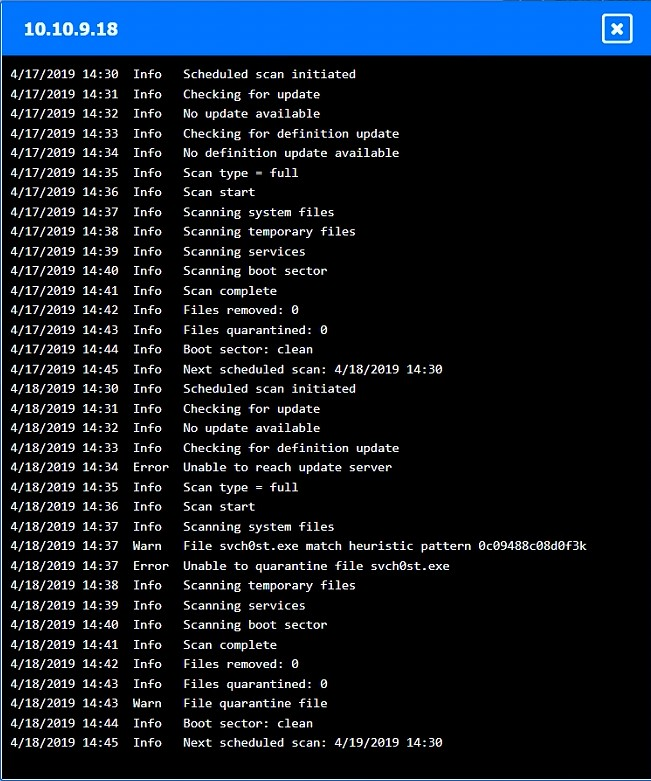 10.10.9.18
4/17/2019 14:30 Info Scheduled scan initiated
4/17/2019 14:31 Info Checking for update
4/17/2019 14:32 Info No update available
4/17/2019 14:33 Info Checking for definition update
4/17/2019 14:34 Info No definition update available
4/17/2019 14:35 Info Scan type = full
4/17/2019 14:36 Info Scan start
4/17/2019 14:37 Info Scanning system files
4/17/2019 14:38 Info Scanning temporary files
4/17/2019 14:39 Info Scanning services
4/17/2019 14:40 Info Scanning boot sector
4/17/2019 14:41 Info Scan complete
4/17/2019 14:42 Info Files removed: 0
4/17/2019 14:43 Info Files quarantined: 0
4/17/2019 14:44 Info Boot sector: clean
4/17/2019 14:45 Info Next scheduled scan: 4/18/2019 14:30
4/18/2019 14:30 Info Scheduled scan initiated
4/18/2019 14:31 Info Checking for update
4/18/2019 14:32 Info No update available
4/18/2019 14:33 Info Checking for definition update
4/18/2019 14:34 Error Unable to reach update server
4/18/2019 14:35 Info Scan type = full
4/18/2019 14:36 Info Scan start
4/18/2019 14:37 Info Scanning system files
4/18/2019 14:37 Warn File svch0st.exe match heuristic pattern 0c09488c08d0f3k
4/18/2019 14:37 Error Unable to quarantine file svch0st.exe
4/18/2019 14:38 Info Scanning temporary files
4/18/2019 14:39 Info Scanning services
4/18/2019 14:40 Info Scanning boot sector
4/18/2019 14:41 Info Scan complete
4/18/2019 14:42 Info Files removed: 0
4/18/2019 14:43 Info Files quarantined: 0
4/18/2019 14:43 Warn File quarantine file
4/18/2019 14:44 Info Boot sector: clean
4/18/2019 14:45 Info Next scheduled scan: 4/19/2019 14:30